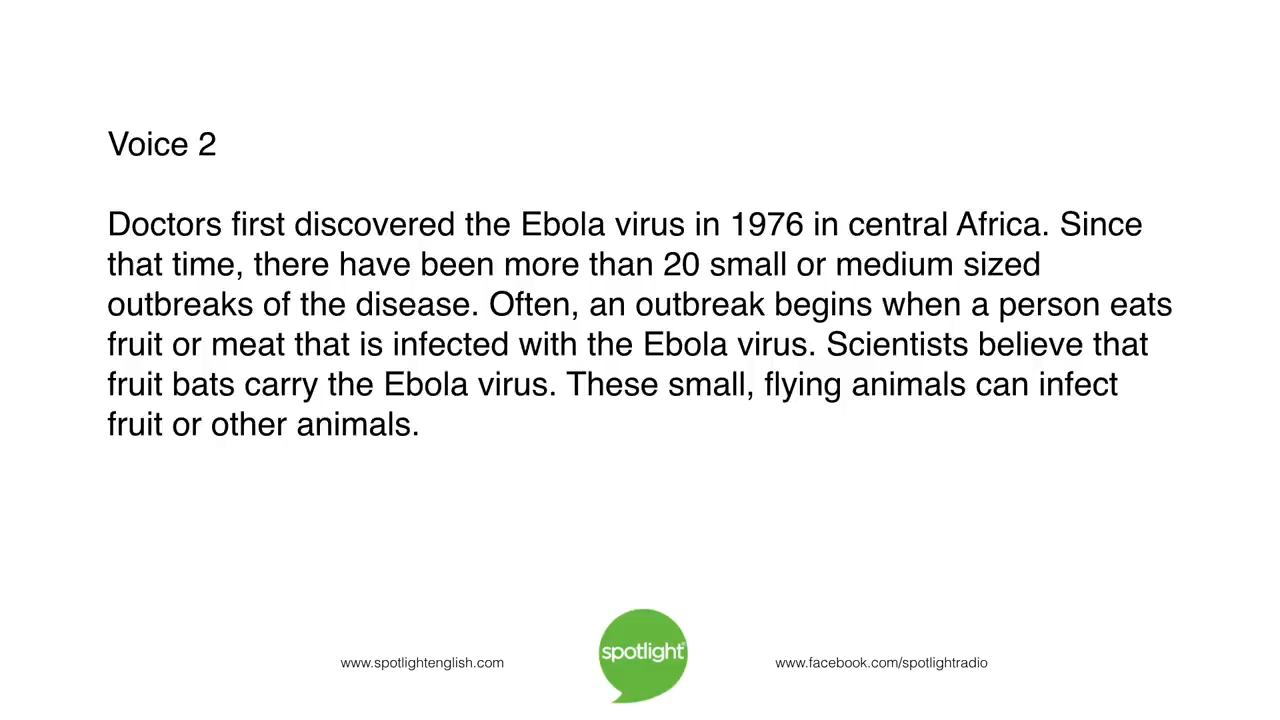 Voice 2
Doctors first discovered the Ebola virus in 1976 in central Africa. Since
that time, there have been more than 20 small or medium sized
outbreaks of the disease. Often, an outbreak begins when a person eats
fruit or meat that is infected with the Ebola virus. Scientists believe that
fruit bats carry the Ebola virus. These small, flying animals can infect
fruit or other animals.
www.spotlightenglish.com
spotlight
www.facebook.com/spotlightradio